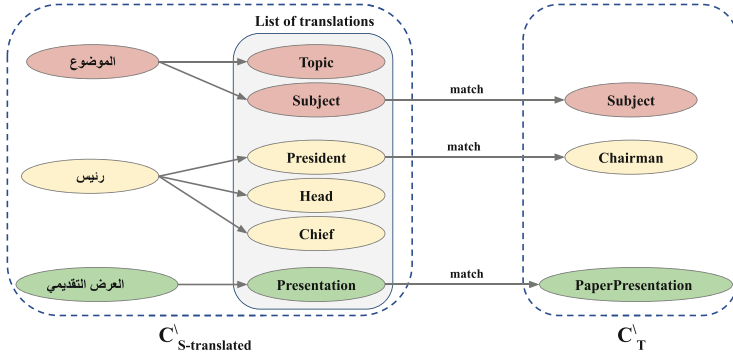 List of translations
الموضوع
Topic
Subject
match
Subject
رئيس
President
match
Chairman
Head
Chief
العرض التقديمي
Presentation
match
PaperPresentation
C\S-translated
C\T